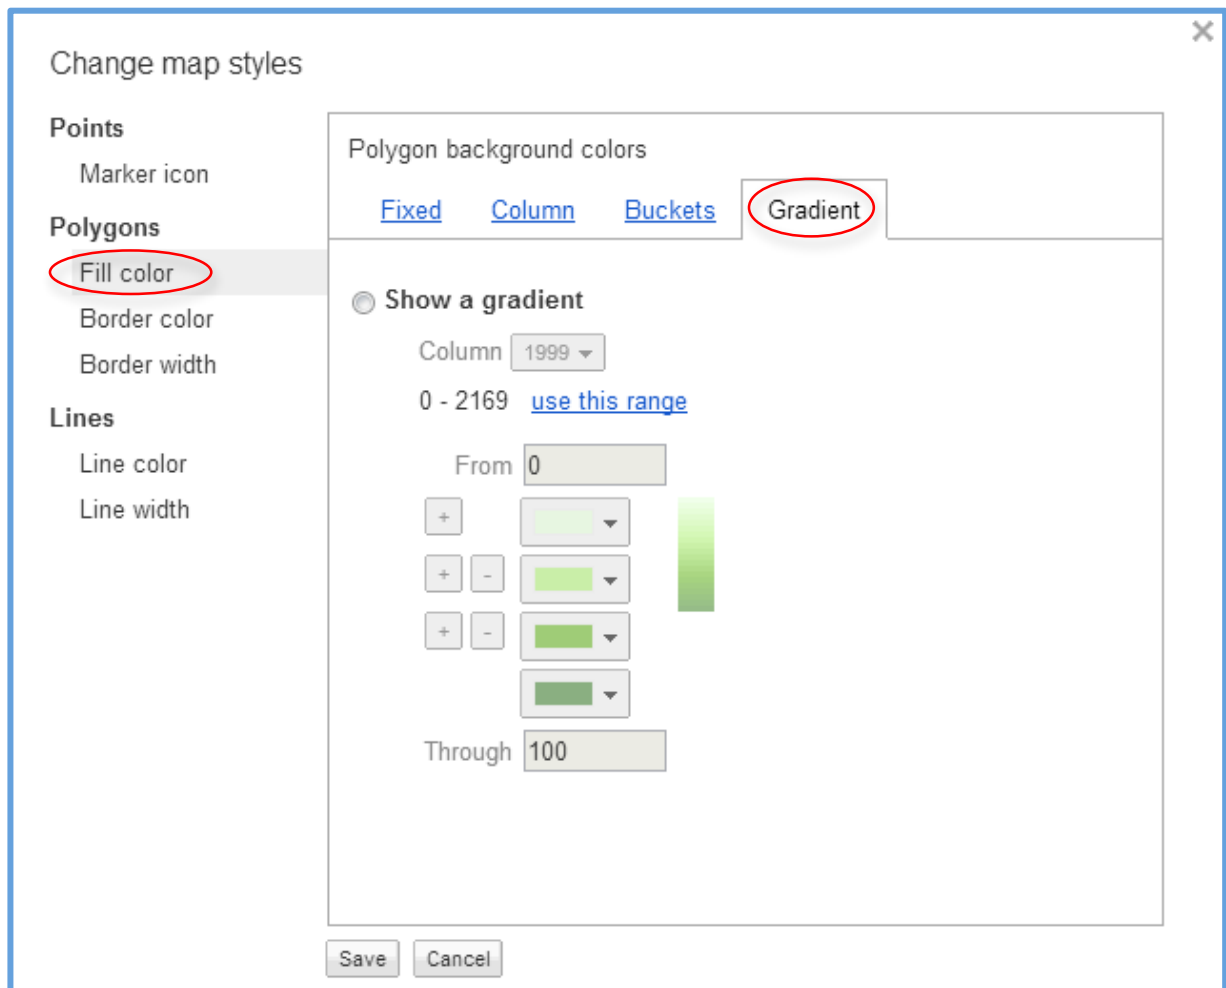 ×
Change map styles
Points
Marker icon
Polygons
Fill color
Border color
Border width
Lines
Line color
Line width
Polygon background colors
Fixed Column Buckets Gradient
Show a gradient
Column 1999
0 - 2169 use this range
From 0
+
+ -
+ -
Through 100
Save Cancel